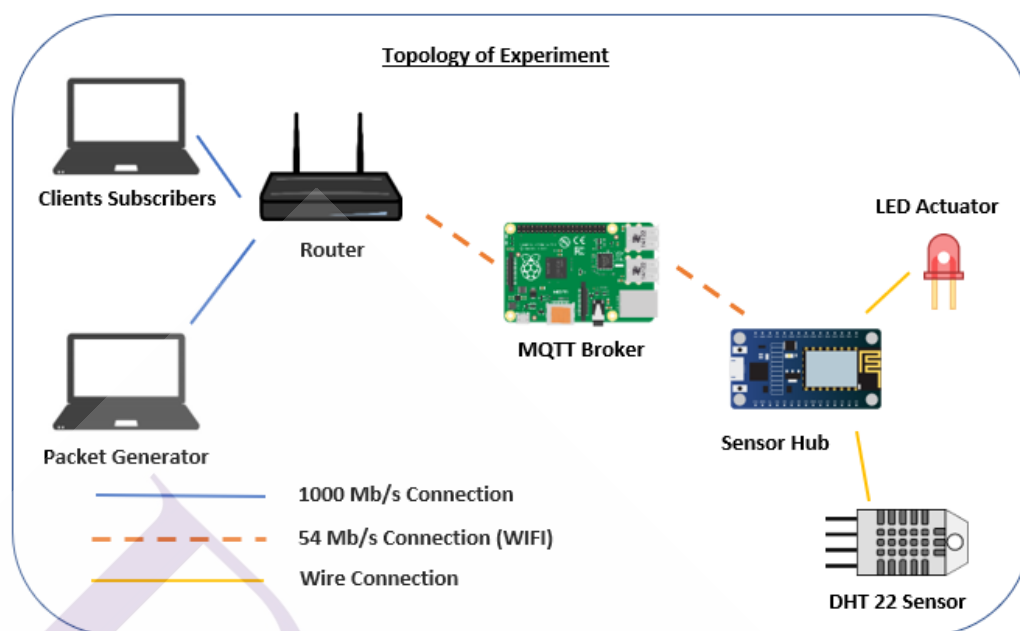 Topology of Experiment
Clients Subscribers
Router
LED Actuator
MQTT Broker
Sensor Hub
Packet Generator
1000 Mb/s Connection
54 Mb/s Connection (WIFI)
Wire Connection
DHT 22 Sensor